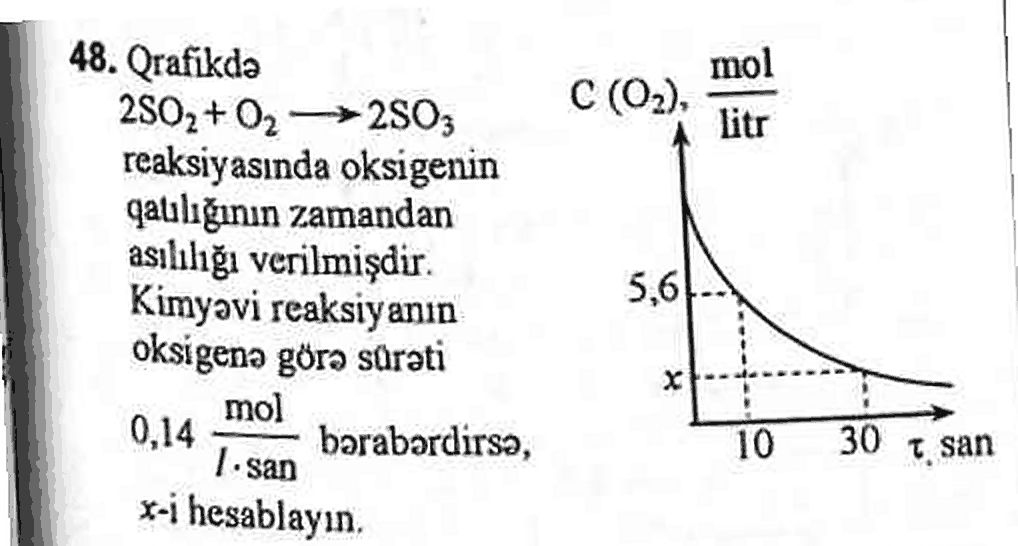 48. Qrafikdə
2SO₂ + O₂ ⟶ 2SO₃
reaksiyasında oksigenin
qatılığının zamandan
asılılığı verilmişdir.
Kimyəvi reaksiyanın
oksigenə görə sürəti
0,14 mol / l · san bərabərdirsə,
x-i hesablayın.
C (O₂), mol / litr
5,6
x
10 30 τ, san